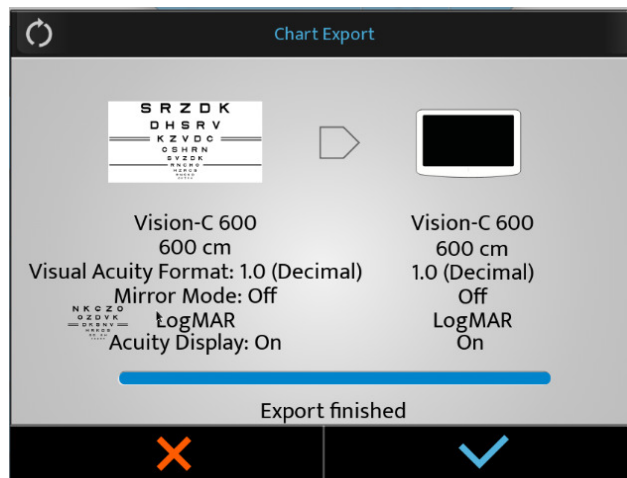 Chart Export
S R Z D K
D H S R V
K Z V D C
O S H R N
S V Z D K
R N C K O
Vision-C 600
600 cm
Visual Acuity Format: 1.0 (Decimal)
Mirror Mode: Off
LogMAR
Acuity Display: On
N K C Z O
O Z D V K
D K S N V
Vision-C 600
600 cm
1.0 (Decimal)
Off
LogMAR
On
Export finished